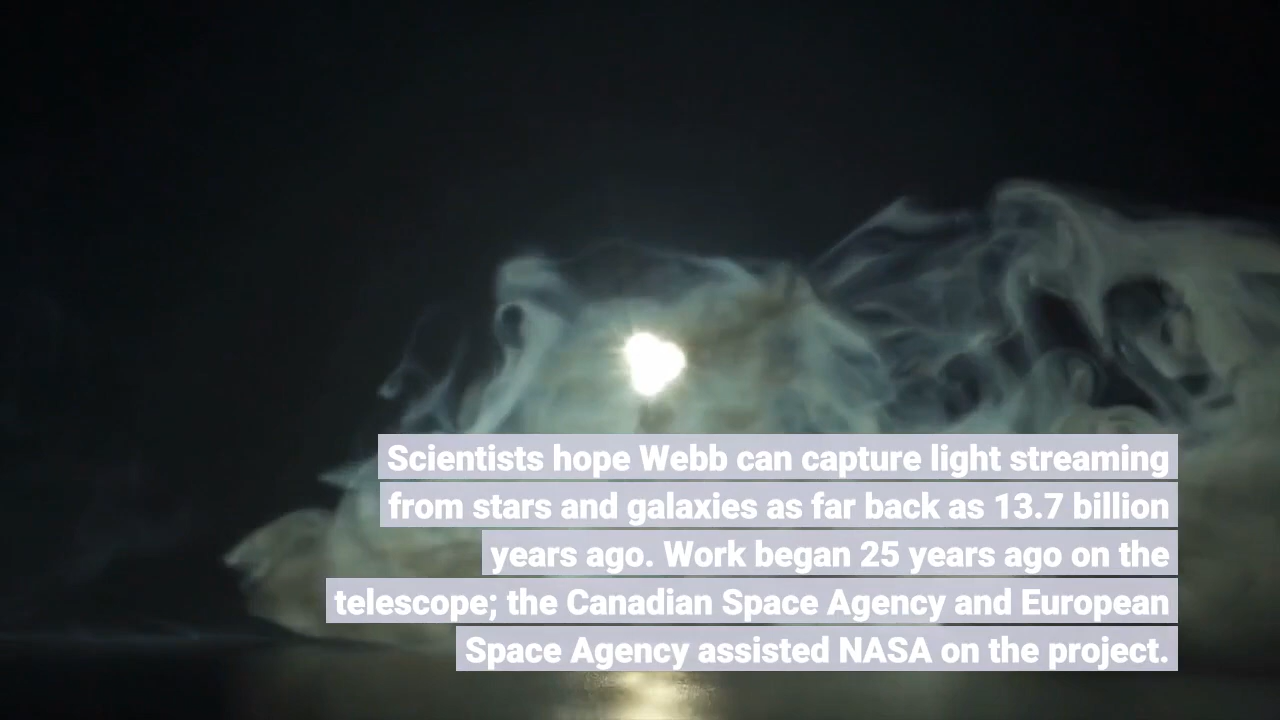 Scientists hope Webb can capture light streaming
from stars and galaxies as far back as 13.7 billion
years ago. Work began 25 years ago on the
telescope; the Canadian Space Agency and European
Space Agency assisted NASA on the project.